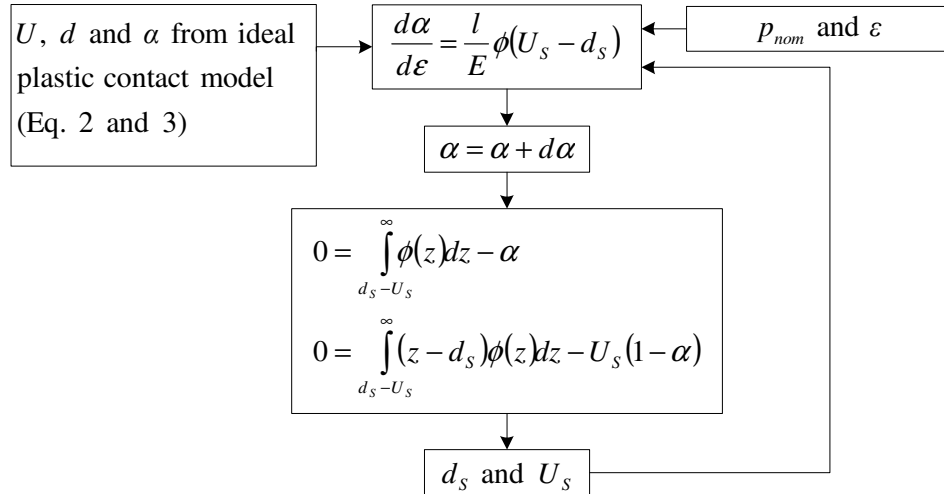 U, d and α from ideal
plastic contact model
(Eq. 2 and 3)
dα/dε = l/E ϕ(U_S − d_S)
p_nom and ε
α = α + dα
0 = ∫_{d_S−U_S}^{∞} ϕ(z)dz − α
0 = ∫_{d_S−U_S}^{∞} (z − d_S)ϕ(z)dz − U_S(1 − α)
d_S and U_S